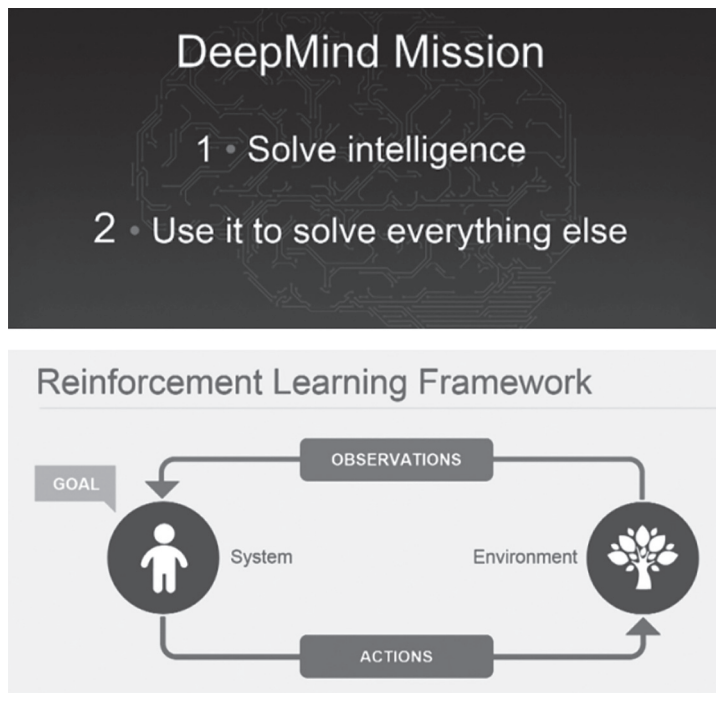 DeepMind Mission
1 • Solve intelligence
2 • Use it to solve everything else
Reinforcement Learning Framework
OBSERVATIONS
GOAL
System
Environment
ACTIONS